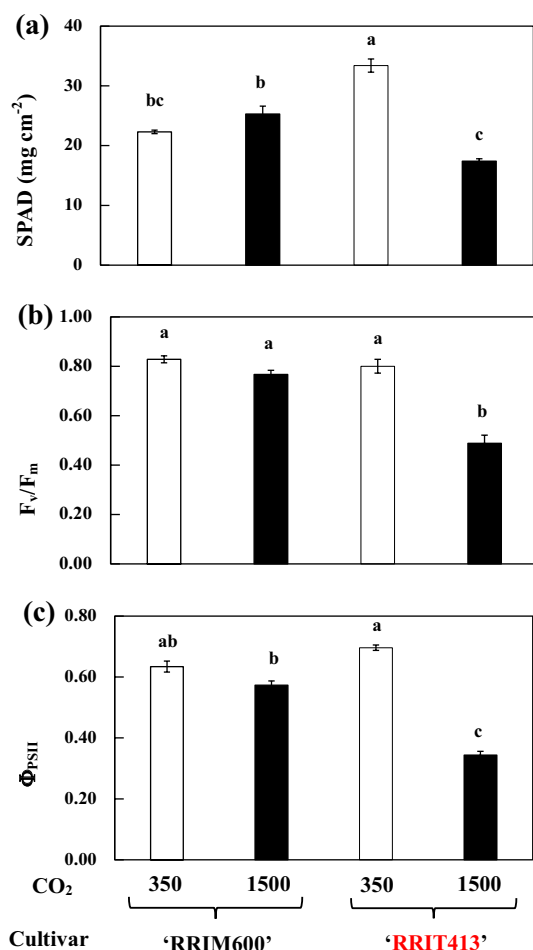 (a)
40
30
20
10
0
SPAD (mg cm⁻²)
bc
b
a
c
(b)
1.00
0.80
0.60
0.40
0.20
0.00
Fᵥ/Fₘ
a
a
a
b
(c)
0.80
0.60
0.40
0.20
0.00
Φ_PSII
ab
b
a
c
CO₂ 350 1500 350 1500
Cultivar ‘RRIM600’ ‘RRIT413’